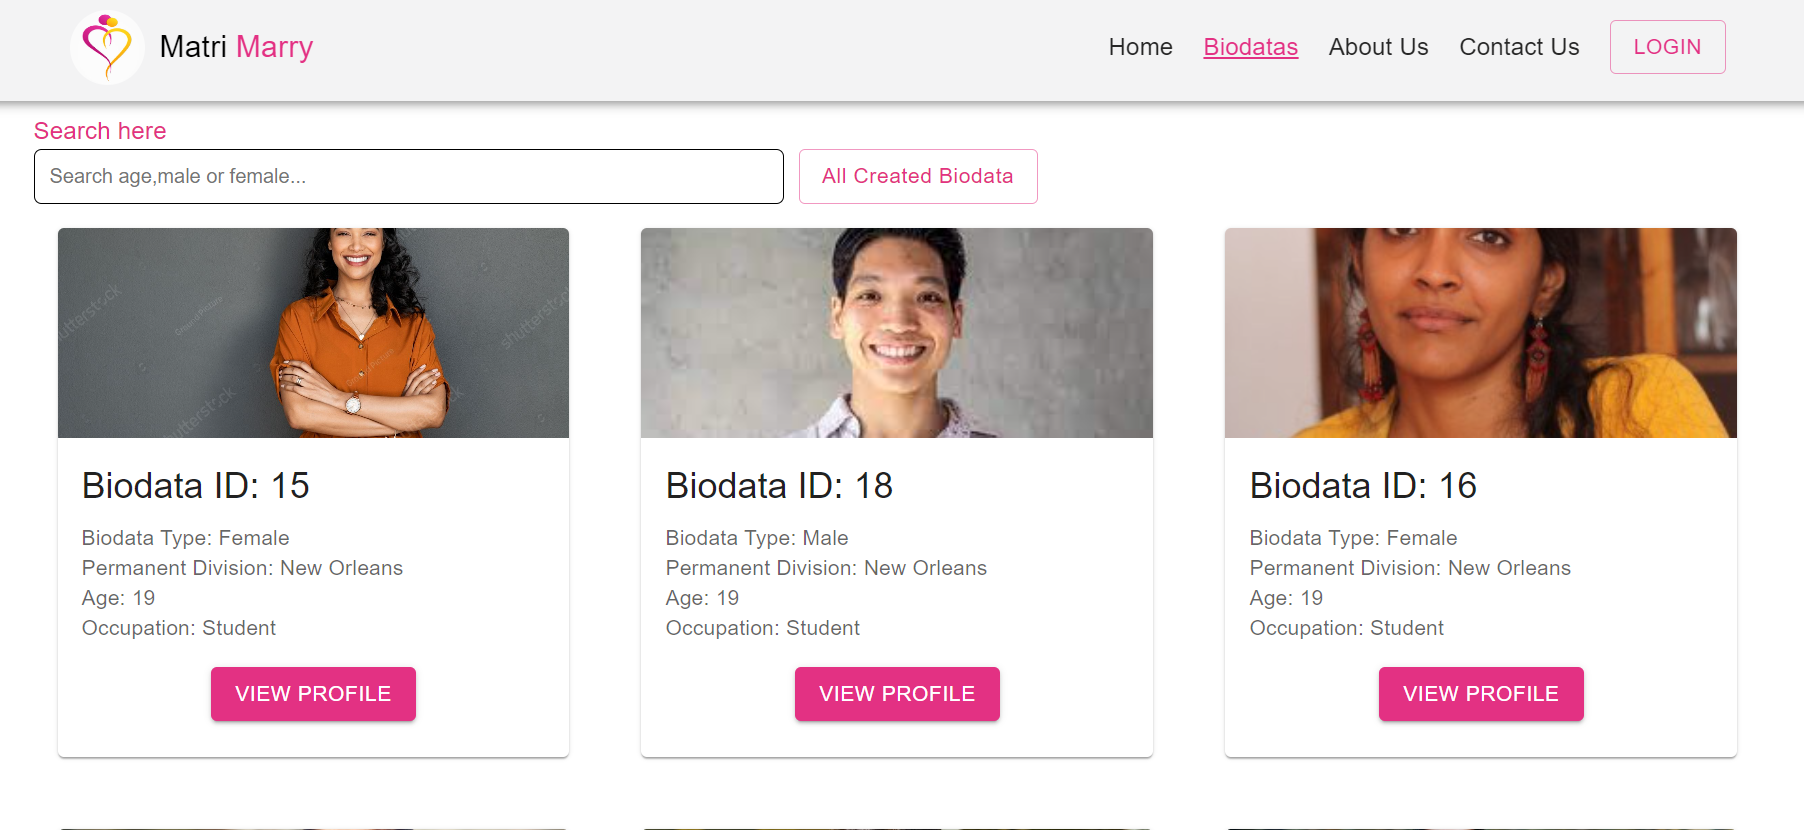 Matri Marry
Home
Biodatas
About Us
Contact Us
LOGIN
Search here
Search age,male or female...
All Created Biodata
shutterstock
shutterstock
shutterstock
Biodata ID: 15
Biodata Type: Female
Permanent Division: New Orleans
Age: 19
Occupation: Student
VIEW PROFILE
Biodata ID: 18
Biodata Type: Male
Permanent Division: New Orleans
Age: 19
Occupation: Student
VIEW PROFILE
Biodata ID: 16
Biodata Type: Female
Permanent Division: New Orleans
Age: 19
Occupation: Student
VIEW PROFILE